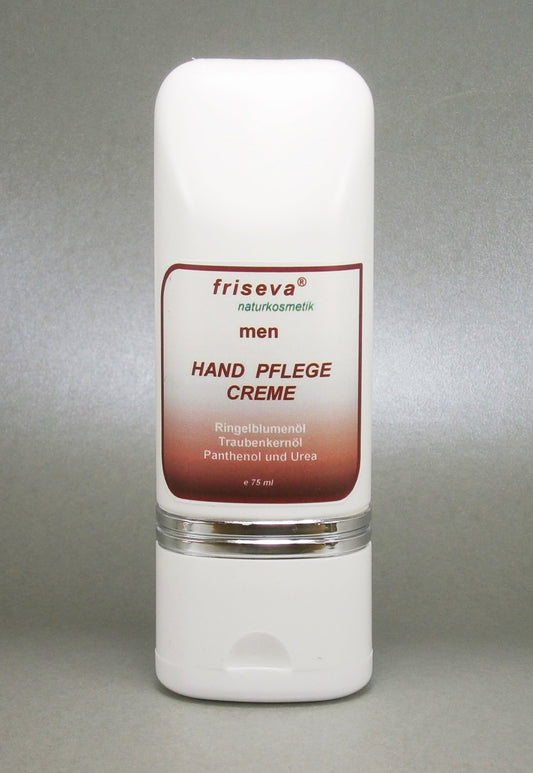 friseva®
naturkosmetik
men
HAND PFLEGE
CREME
Ringelblumenöl
Traubenkernöl
Panthenol und Urea
e 75 ml